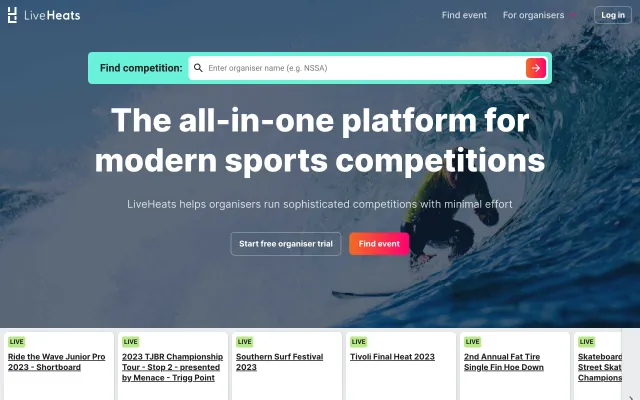 LiveHeats
Find event
For organisers
Log in
Find competition:
Enter organiser name (e.g. NSSA)
The all-in-one platform for
modern sports competitions
LiveHeats helps organisers run sophisticated competitions with minimal effort
Start free organiser trial
Find event
LIVE
Ride the Wave Junior Pro
2023 - Shortboard
LIVE
2023 TJBR Championship
Tour - Stop 2 - presented
by Menace - Trigg Point
LIVE
Southern Surf Festival
2023
LIVE
Tivoli Final Heat 2023
LIVE
2nd Annual Fat Tire
Single Fin Hoe Down
LIVE
Skateboard
Street Skat
Champions